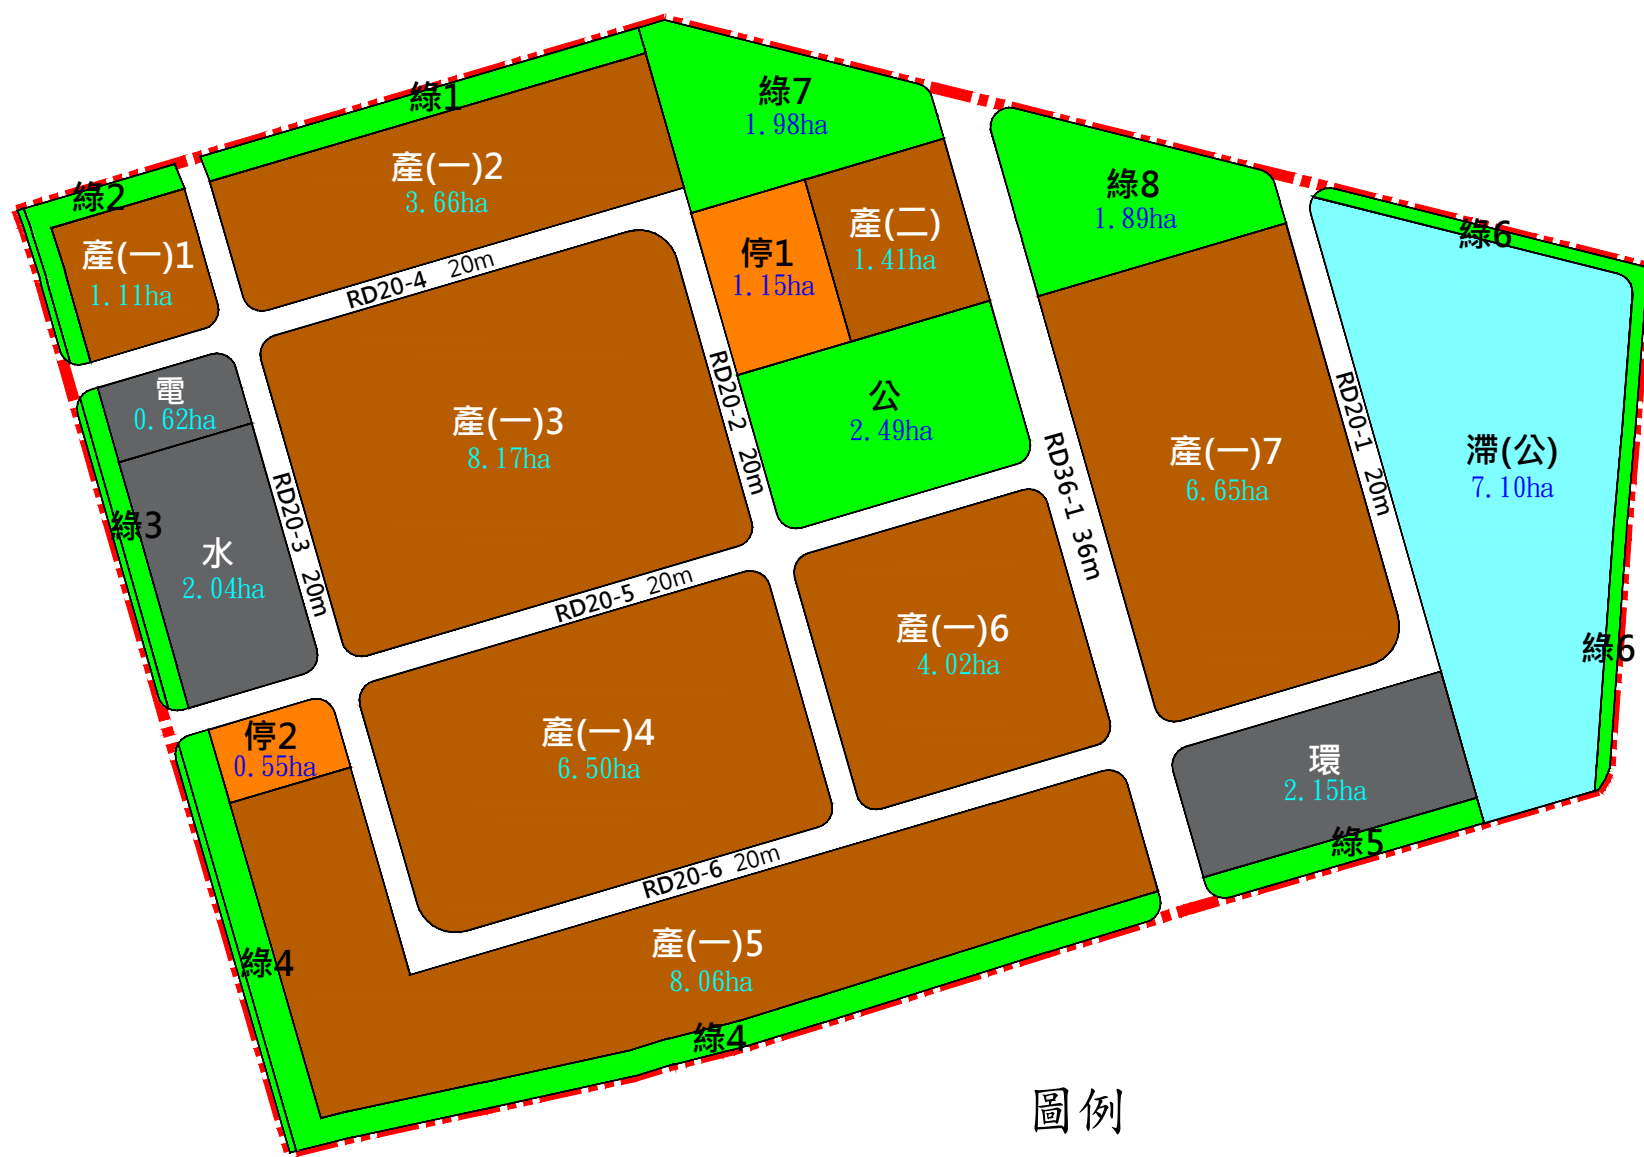 綠1
綠7
1.98ha
產(一)2
3.66ha
綠2
綠8
1.89ha
產(一)1
1.11ha
停1
1.15ha
產(二)
1.41ha
綠6
RD20-4 20m
電
0.62ha
產(一)3
8.17ha
RD20-2 20m
公
2.49ha
RD36-1 36m
產(一)7
6.65ha
RD20-1 20m
滯(公)
7.10ha
綠3
水
2.04ha
RD20-3 20m
RD20-5 20m
產(一)6
4.02ha
綠6
停2
0.55ha
產(一)4
6.50ha
環
2.15ha
綠5
RD20-6 20m
綠4
產(一)5
8.06ha
綠4
圖例